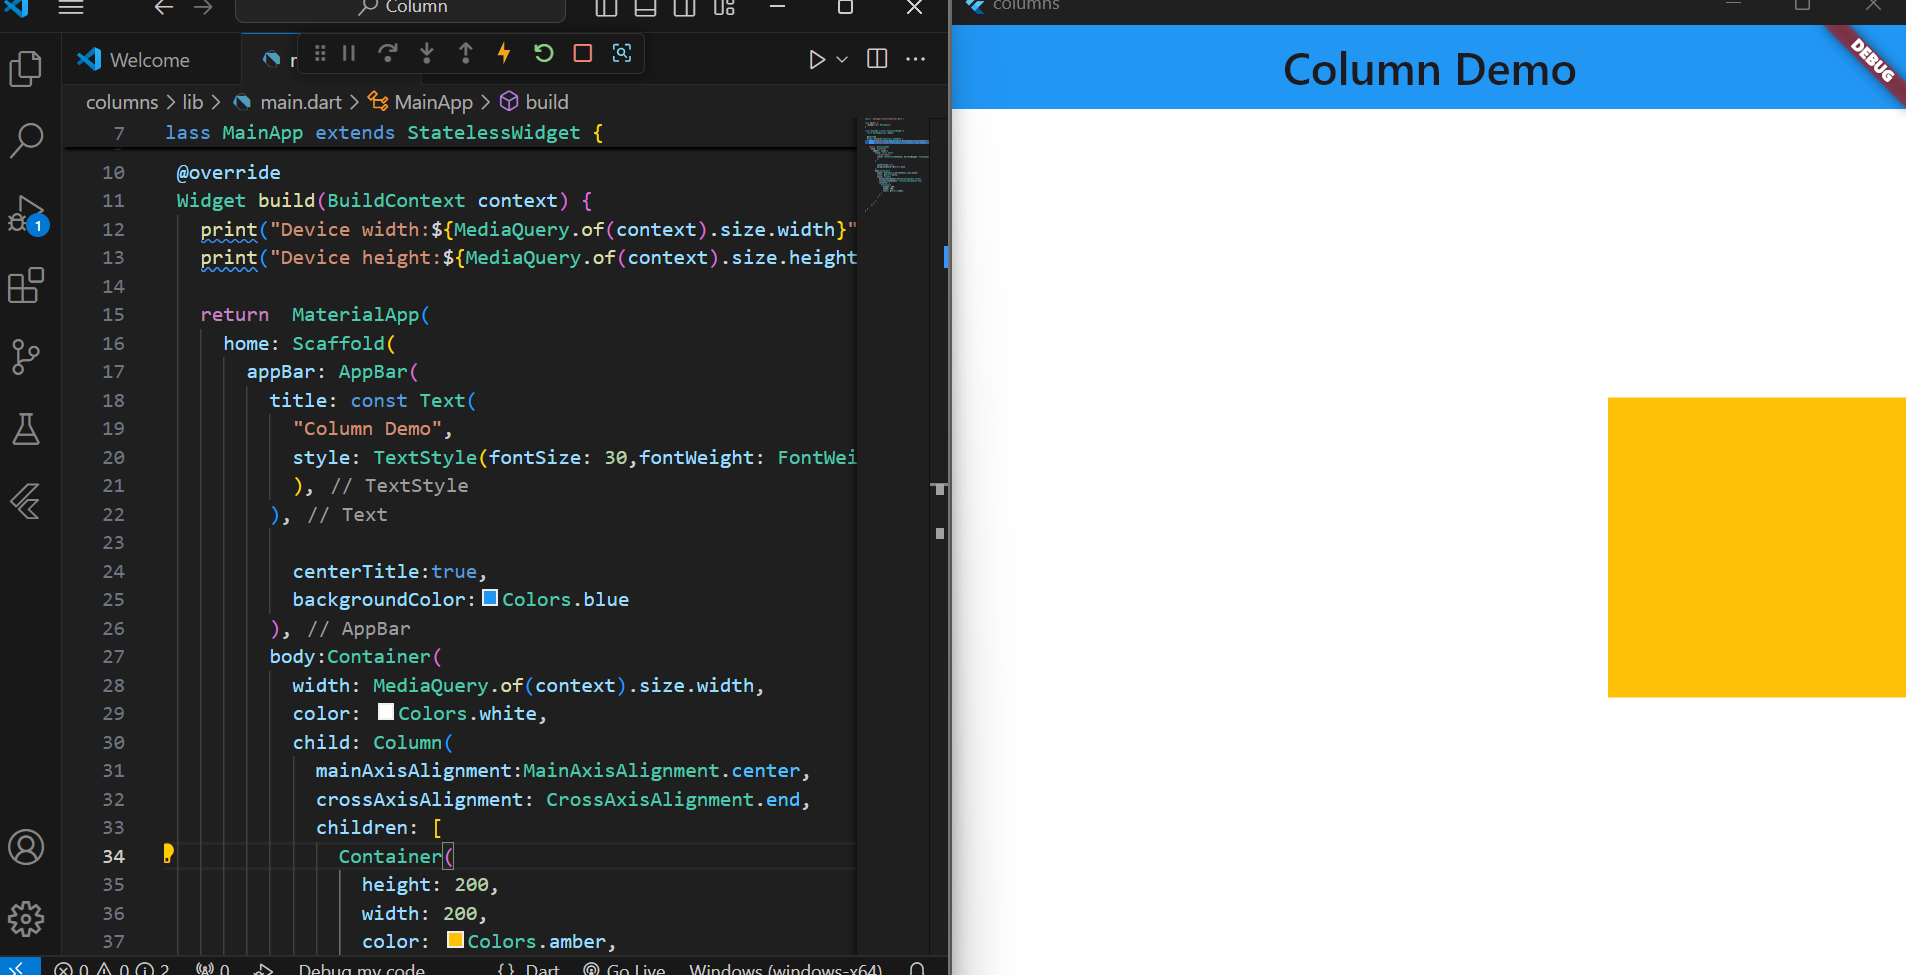 Column
columns
Welcome
Column Demo
DEBUG
columns > lib > main.dart > MainApp > build
7 lass MainApp extends StatelessWidget {
10 @override
11 Widget build(BuildContext context) {
12 print("Device width:${MediaQuery.of(context).size.width}"
13 print("Device height:${MediaQuery.of(context).size.height
14
15 return  MaterialApp(
16 home: Scaffold(
17 appBar: AppBar(
18 title: const Text(
19 "Column Demo",
20 style: TextStyle(fontSize: 30,fontWeight: FontWei
21 ), // TextStyle
22 ), // Text
23
24 centerTitle:true,
25 backgroundColor: Colors.blue
26 ), // AppBar
27 body:Container(
28 width: MediaQuery.of(context).size.width,
29 color: Colors.white,
30 child: Column(
31 mainAxisAlignment:MainAxisAlignment.center,
32 crossAxisAlignment: CrossAxisAlignment.end,
33 children: [
34 Container(
35 height: 200,
36 width: 200,
37 color: Colors.amber,
1
0 0 2 0 Debug my code {} Dart Go Live Windows (windows-x64)